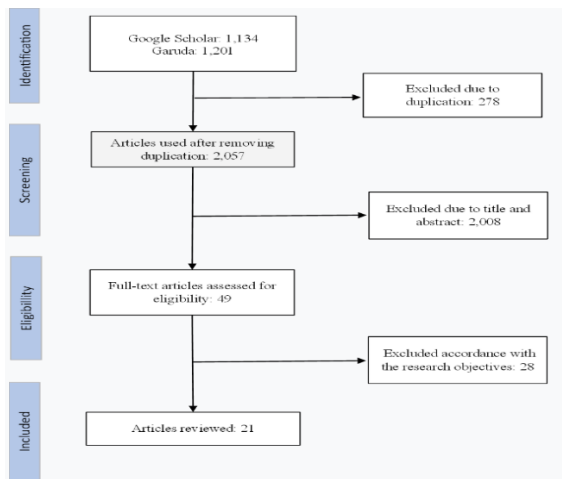 Identification
Google Scholar: 1,134
Garuda: 1,201
Excluded due to
duplication: 278
Screening
Articles used after removing
duplication: 2,057
Excluded due to title and
abstract: 2,008
Eligibility
Full-text articles assessed for
eligibility: 49
Excluded accordance with
the research objectives: 28
Included
Articles reviewed: 21